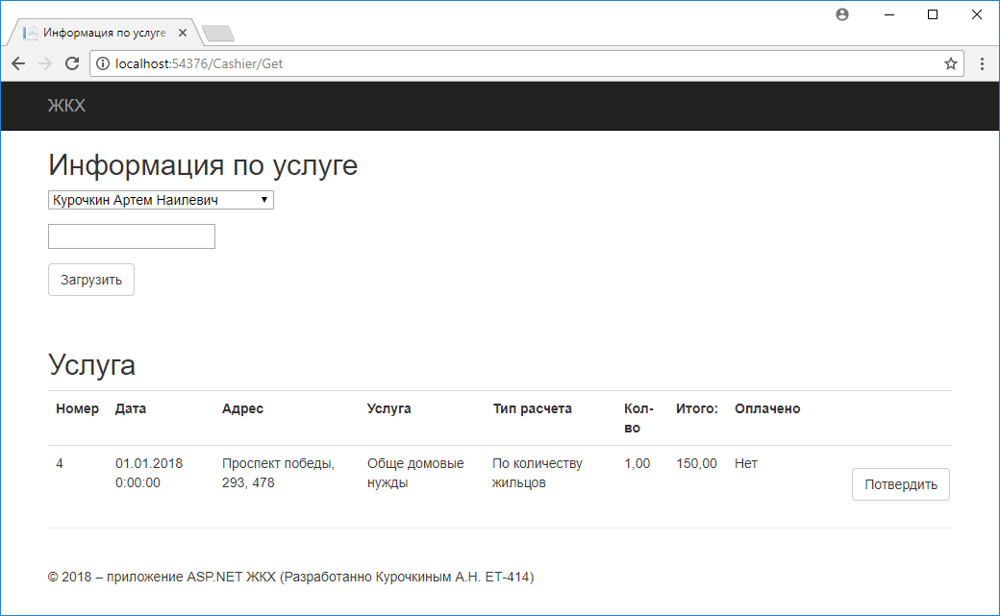 Информация по услуге
localhost:54376/Cashier/Get
ЖКХ
Информация по услуге
Курочкин Артем Наилевич
Загрузить
Услуга
Номер Дата Адрес Услуга Тип расчета Кол- Итого: Оплачено
во
4 01.01.2018 Проспект победы, Обще домовые По количеству 1,00 150,00 Нет
0:00:00 293, 478 нужды жильцов
Потвердить
© 2018 – приложение ASP.NET ЖКХ (Разработанно Курочкиным А.Н. ЕТ-414)